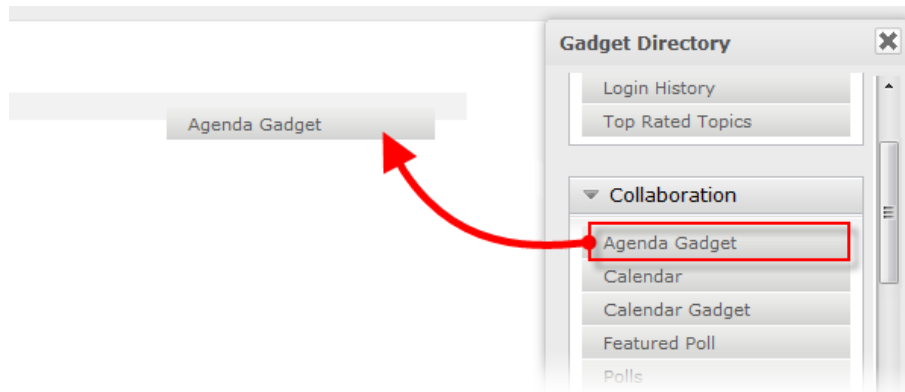 Gadget Directory
Login History
Top Rated Topics
Agenda Gadget
Collaboration
Agenda Gadget
Calendar
Calendar Gadget
Featured Poll
Polls